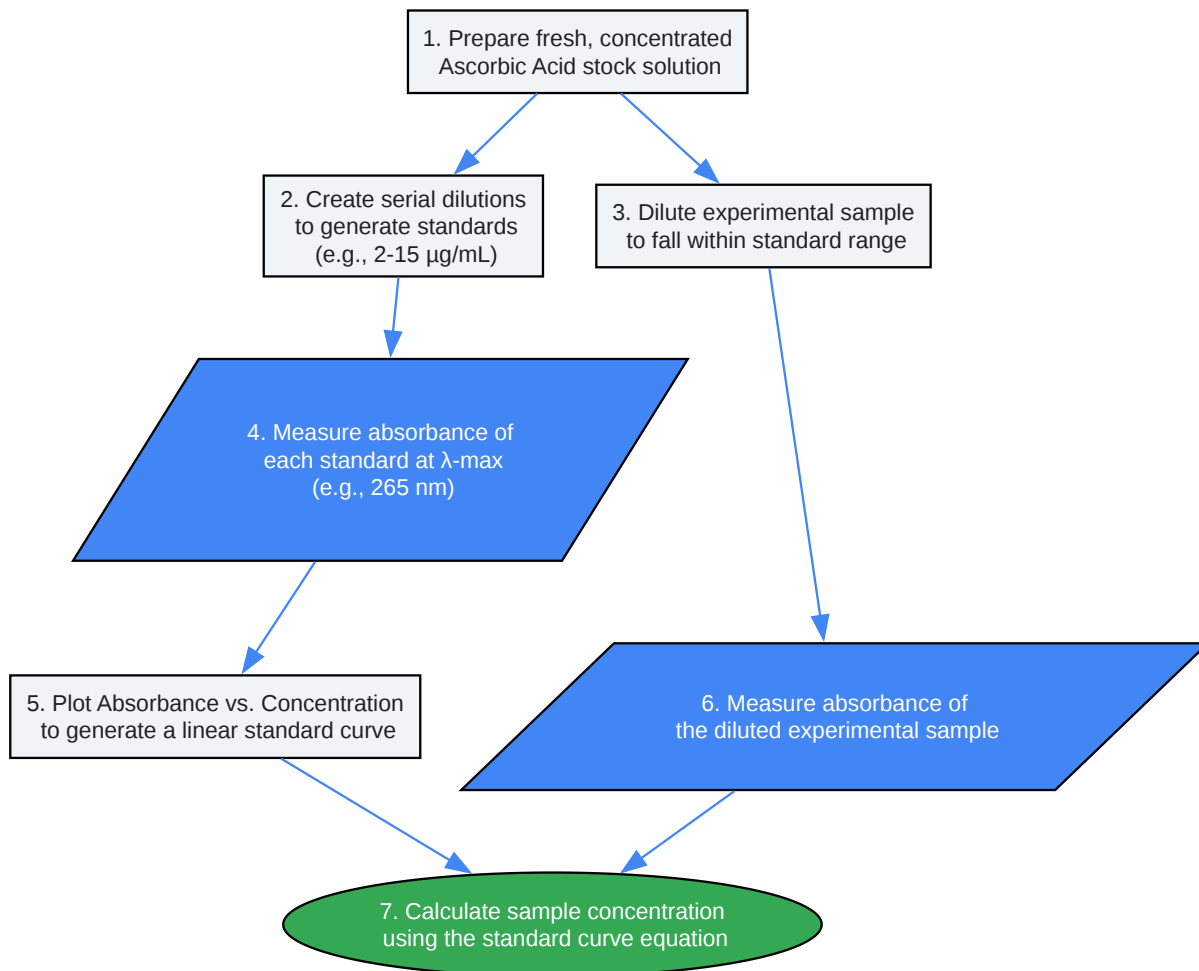 1. Prepare fresh, concentrated
Ascorbic Acid stock solution
2. Create serial dilutions
to generate standards
(e.g., 2-15 µg/mL)
3. Dilute experimental sample
to fall within standard range
4. Measure absorbance of
each standard at λ-max
(e.g., 265 nm)
5. Plot Absorbance vs. Concentration
to generate a linear standard curve
6. Measure absorbance of
the diluted experimental sample
7. Calculate sample concentration
using the standard curve equation